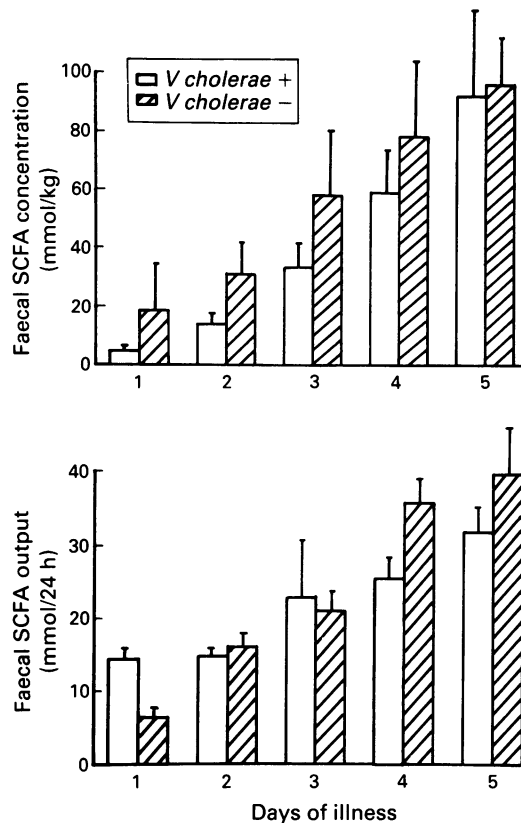 Faecal SCFA concentration
(mmol/kg)
100
80
60
40
20
0
V cholerae +
V cholerae −
1 2 3 4 5
Faecal SCFA output
(mmol/24 h)
40
30
20
10
0
1 2 3 4 5
Days of illness